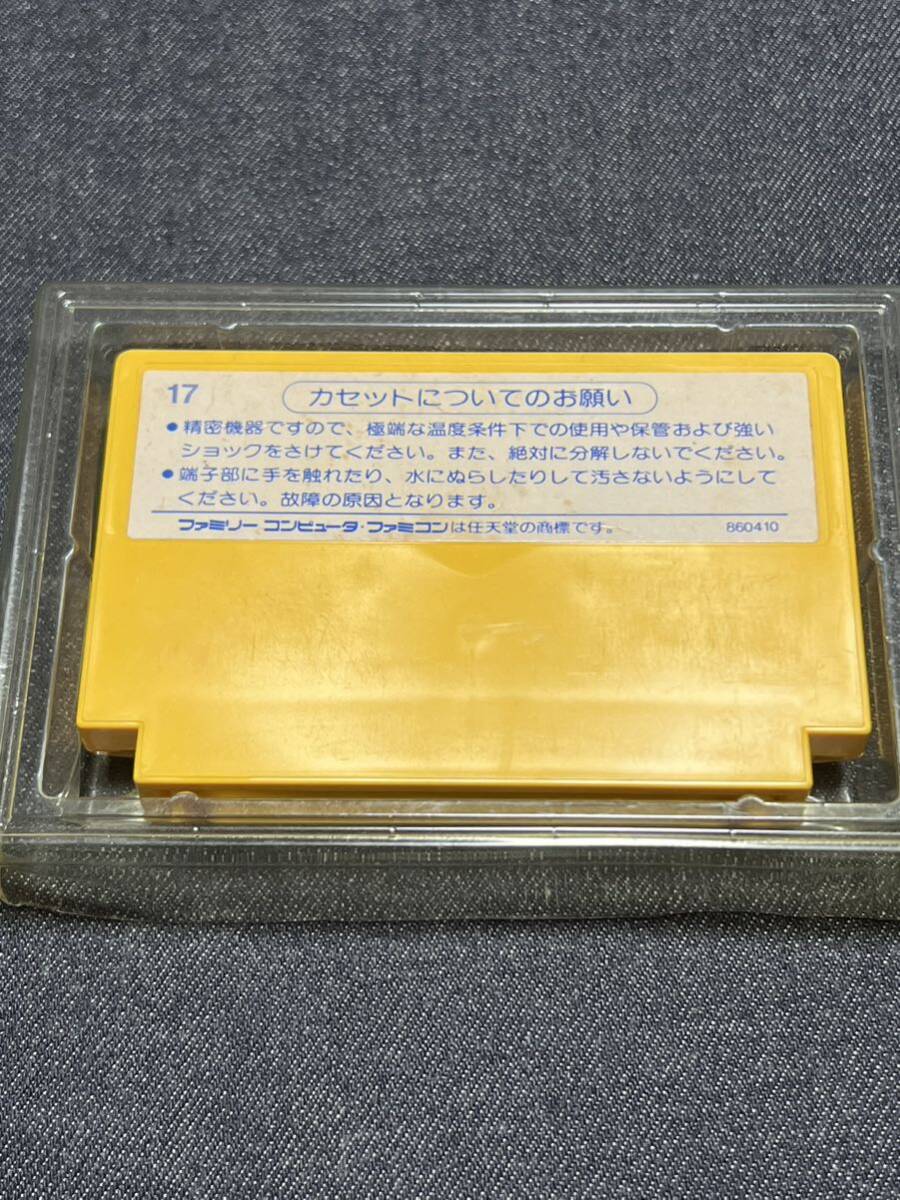 17 カセットについてのお願い
●精密機器ですので、極端な温度条件下での使用や保管および強い
ショックをさけてください。また、絶対に分解しないでください。
●端子部に手を触れたり、水にぬらしたりして汚さないようにして
ください。故障の原因となります。
ファミリー コンピュータ・ファミコンは任天堂の商標です。 860410